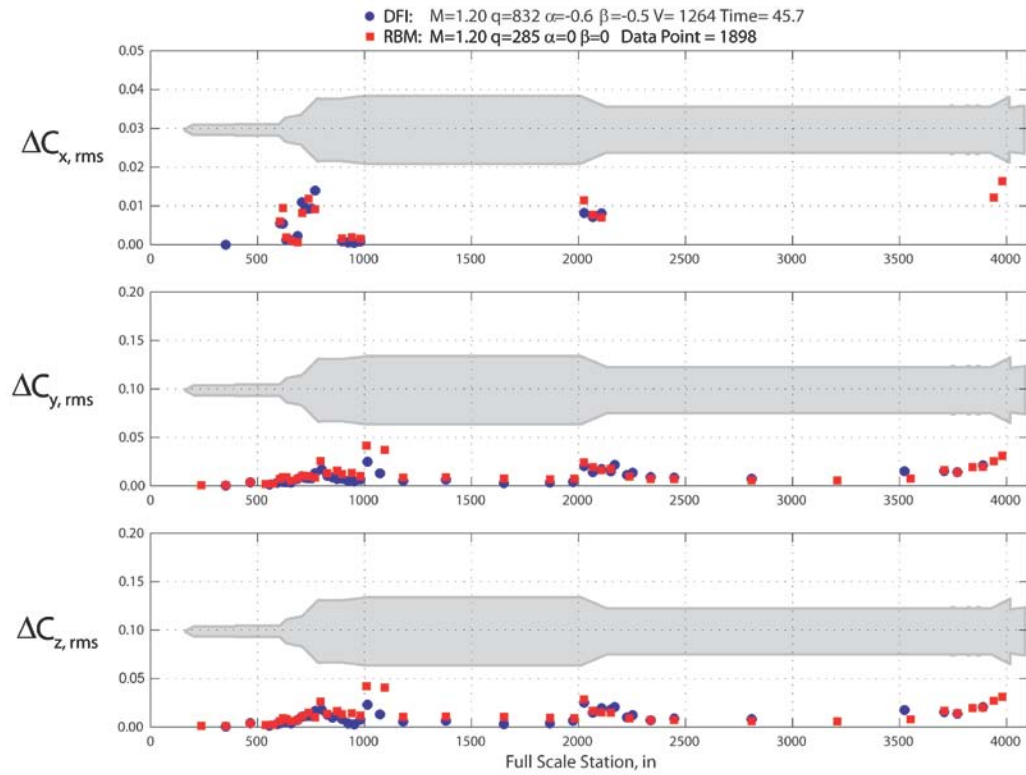 DFI: M=1.20 q=832 α=-0.6 β=-0.5 V= 1264 Time= 45.7
RBM: M=1.20 q=285 α=0 β=0 Data Point = 1898
0.05
0.04
0.03
0.02
0.01
0.00
ΔCx, rms
0 500 1000 1500 2000 2500 3000 3500 4000
0.20
0.15
0.10
0.05
0.00
ΔCy, rms
0 500 1000 1500 2000 2500 3000 3500 4000
0.20
0.15
0.10
0.05
0.00
ΔCz, rms
0 500 1000 1500 2000 2500 3000 3500 4000
Full Scale Station, in